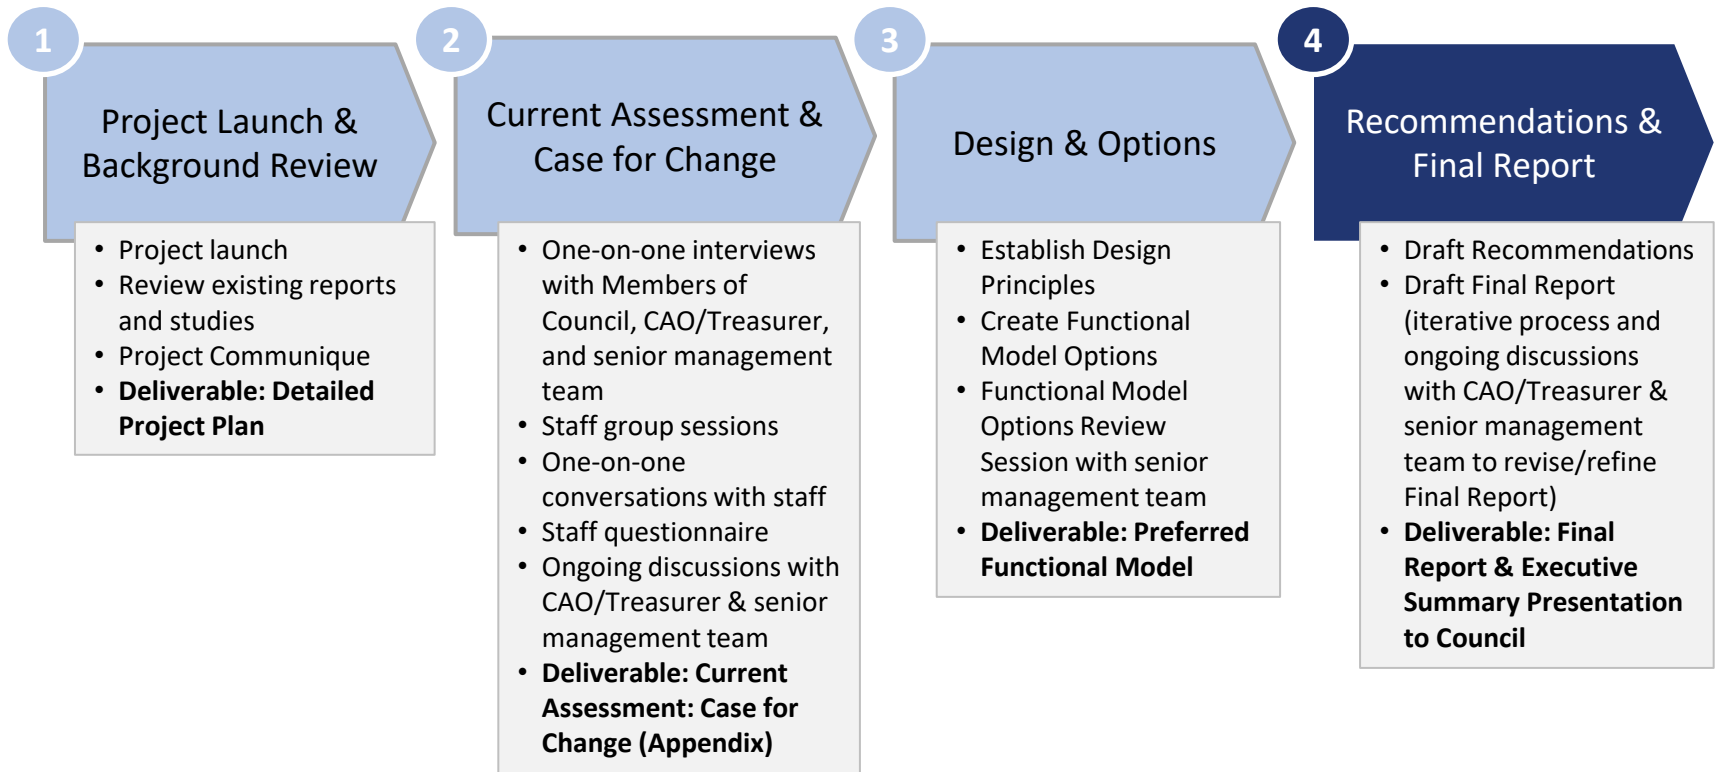 1
Project Launch &
Background Review
• Project launch
• Review existing reports
and studies
• Project Communique
• Deliverable: Detailed
Project Plan
2
Current Assessment &
Case for Change
• One-on-one interviews
with Members of
Council, CAO/Treasurer,
and senior management
team
• Staff group sessions
• One-on-one
conversations with staff
• Staff questionnaire
• Ongoing discussions with
CAO/Treasurer & senior
management team
• Deliverable: Current
Assessment: Case for
Change (Appendix)
3
Design & Options
• Establish Design
Principles
• Create Functional
Model Options
• Functional Model
Options Review
Session with senior
management team
• Deliverable: Preferred
Functional Model
4
Recommendations &
Final Report
• Draft Recommendations
• Draft Final Report
(iterative process and
ongoing discussions
with CAO/Treasurer &
senior management
team to revise/refine
Final Report)
• Deliverable: Final
Report & Executive
Summary Presentation
to Council